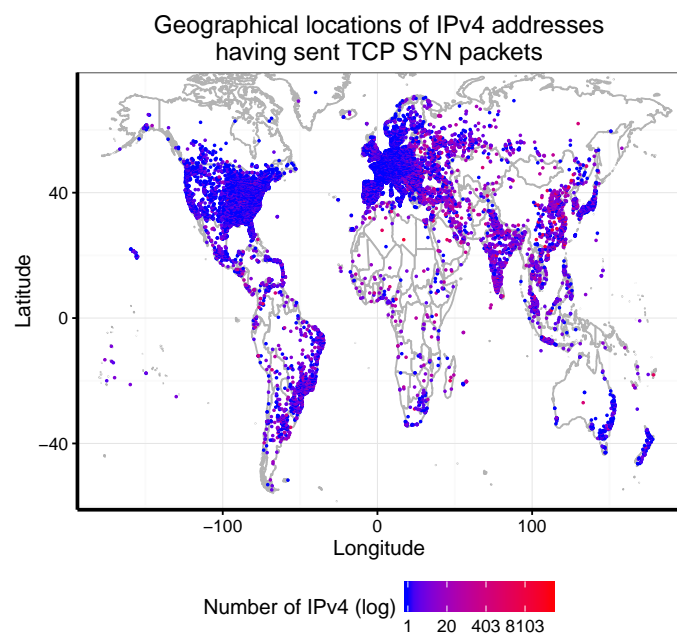 Geographical locations of IPv4 addresses
having sent TCP SYN packets
Latitude
40
0
−40
−100
0
100
Longitude
Number of IPv4 (log)
1
20
403
8103